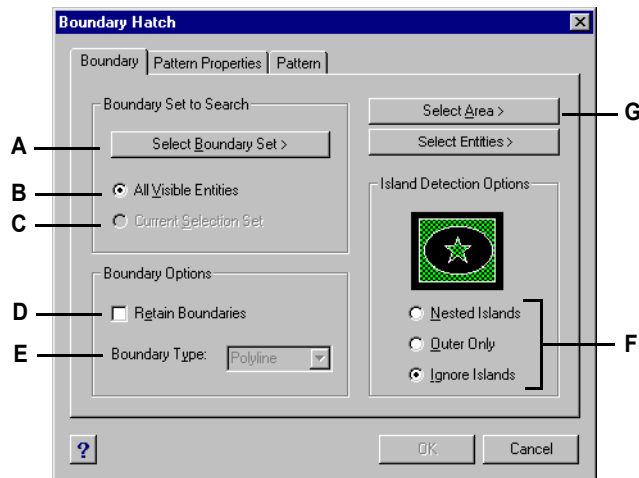 Boundary Hatch
Boundary
Pattern Properties
Pattern
Boundary Set to Search
A
Select Boundary Set >
B
All Visible Entities
C
Current Selection Set
Boundary Options
D
Retain Boundaries
E
Boundary Type:
Polyline
Select Area >
G
Select Entities >
Island Detection Options
Nested Islands
Outer Only
Ignore Islands
F
?
OK
Cancel